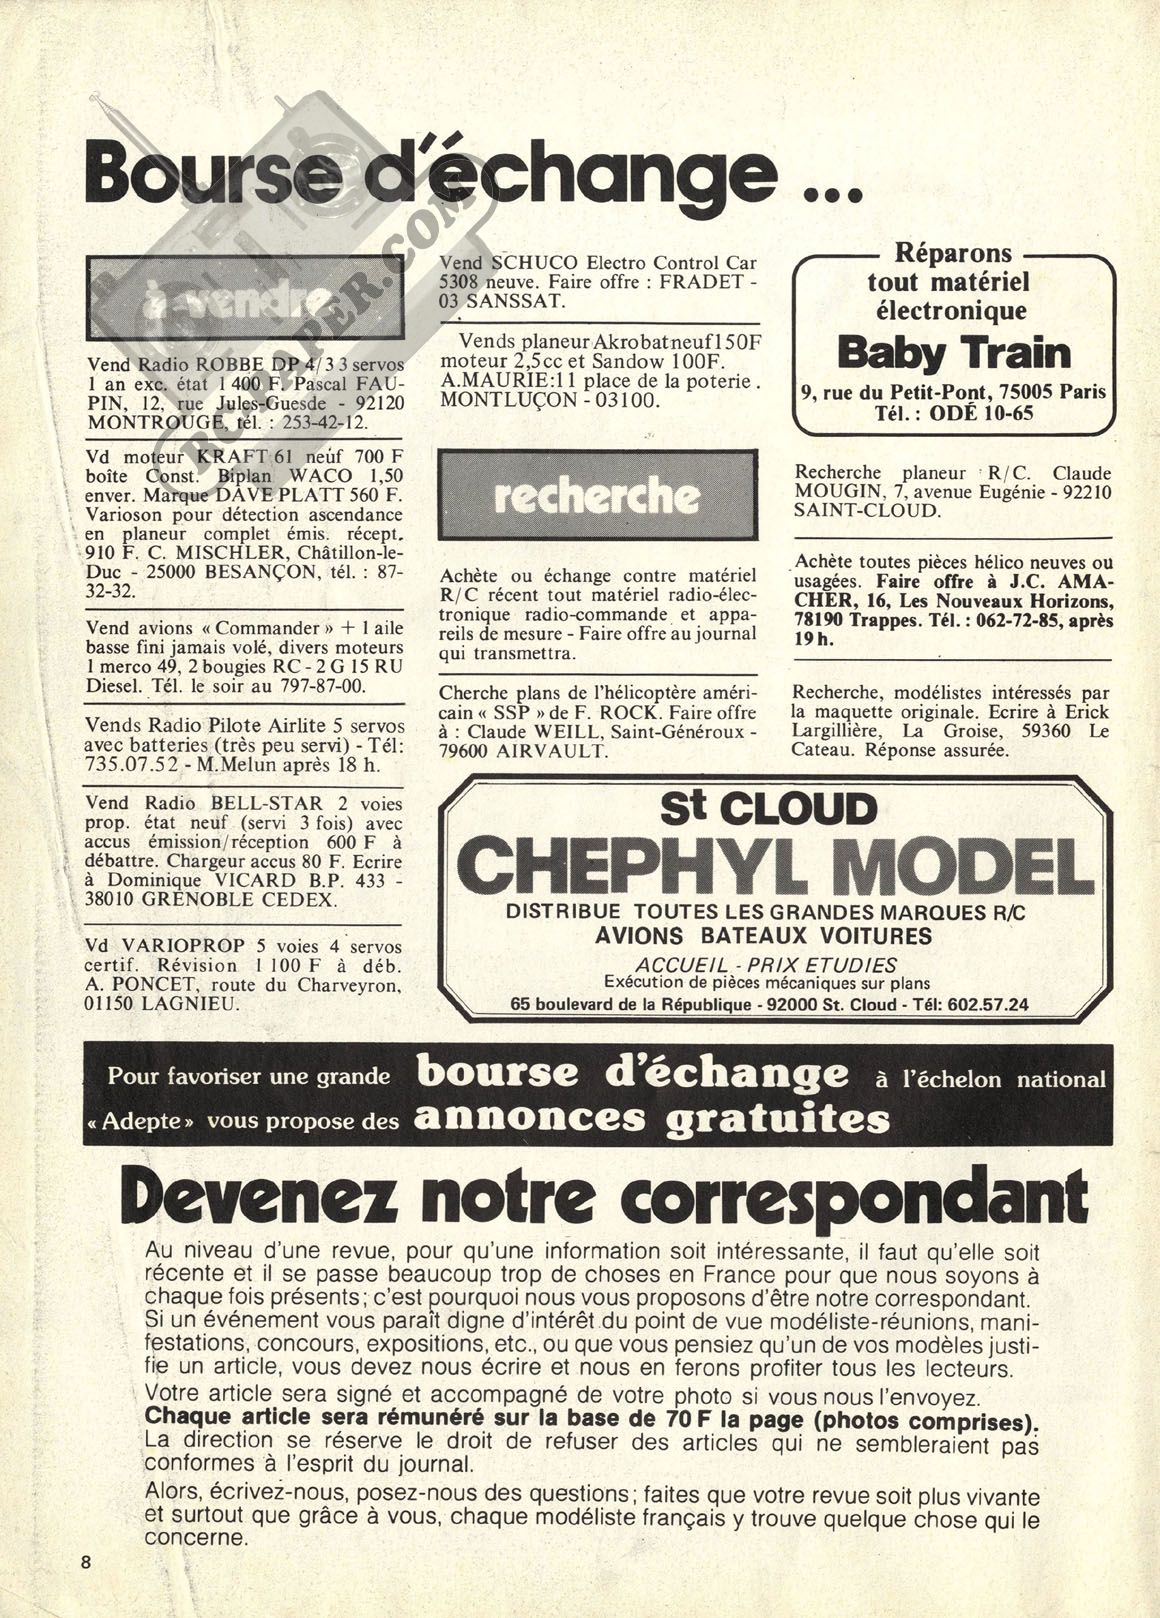 Bourse d'échange ...
à vendre
Vend Radio ROBBE DP 4/3 3 servos
1 an exc. état 1 400 F. Pascal FAU-
PIN, 12, rue Jules-Guesde - 92120
MONTROUGE, tél. : 253-42-12.
Vd moteur KRAFT 61 neuf 700 F
boîte Const. Biplan WACO 1,50
enver. Marque DAVE PLATT 560 F.
Varioson pour détection ascendance
en planeur complet émis. récept.
910 F. C. MISCHLER, Châtillon-le-
Duc - 25000 BESANÇON, tél. : 87-
32-32.
Vend avions « Commander » + 1 aile
basse fini jamais volé, divers moteurs
1 merco 49, 2 bougies RC - 2 G 15 RU
Diesel. Tél. le soir au 797-87-00.
Vends Radio Pilote Airlite 5 servos
avec batteries (très peu servi) - Tél:
735.07.52 - M.Melun après 18 h.
Vend Radio BELL-STAR 2 voies
prop. état neuf (servi 3 fois) avec
accus émission/réception 600 F à
débattre. Chargeur accus 80 F. Ecrire
à Dominique VICARD B.P. 433 -
38010 GRENOBLE CEDEX.
Vd VARIOPROP 5 voies 4 servos
certif. Révision 1 100 F à déb.
A. PONCET, route du Charveyron,
01150 LAGNIEU.
Vend SCHUCO Electro Control Car
5308 neuve. Faire offre : FRADET -
03 SANSSAT.
Vends planeur Akrobat neuf 150F
moteur 2,5cc et Sandow 100F.
A.MAURIE:11 place de la poterie.
MONTLUÇON - 03100.
recherche
Achète ou échange contre matériel
R/C récent tout matériel radio-élec-
tronique radio-commande et appa-
reils de mesure - Faire offre au journal
qui transmettra.
Cherche plans de l'hélicoptère améri-
cain « SSP » de F. ROCK. Faire offre
à : Claude WEILL, Saint-Généroux -
79600 AIRVAULT.
Réparons
tout matériel
électronique
Baby Train
9, rue du Petit-Pont, 75005 Paris
Tél. : ODÉ 10-65
Recherche planeur R/C. Claude
MOUGIN, 7, avenue Eugénie - 92210
SAINT-CLOUD.
Achète toutes pièces hélico neuves ou
usagées. Faire offre à J.C. AMA-
CHER, 16, Les Nouveaux Horizons,
78190 Trappes. Tél. : 062-72-85, après
19 h.
Recherche, modélistes intéressés par
la maquette originale. Ecrire à Erick
Largillière, La Groise, 59360 Le
Cateau. Réponse assurée.
St CLOUD
CHEPHYL MODEL
DISTRIBUE TOUTES LES GRANDES MARQUES R/C
AVIONS BATEAUX VOITURES
ACCUEIL - PRIX ETUDIES
Exécution de pièces mécaniques sur plans
65 boulevard de la République - 92000 St. Cloud - Tél: 602.57.24
Pour favoriser une grande bourse d'échange à l'échelon national
« Adepte » vous propose des annonces gratuites
Devenez notre correspondant
Au niveau d'une revue, pour qu'une information soit intéressante, il faut qu'elle soit
récente et il se passe beaucoup trop de choses en France pour que nous soyons à
chaque fois présents; c'est pourquoi nous vous proposons d'être notre correspondant.
Si un événement vous paraît digne d'intérêt du point de vue modéliste-réunions, mani-
festations, concours, expositions, etc., ou que vous pensiez qu'un de vos modèles justi-
fie un article, vous devez nous écrire et nous en ferons profiter tous les lecteurs.
Votre article sera signé et accompagné de votre photo si vous nous l'envoyez.
Chaque article sera rémunéré sur la base de 70 F la page (photos comprises).
La direction se réserve le droit de refuser des articles qui ne sembleraient pas
conformes à l'esprit du journal.
Alors, écrivez-nous, posez-nous des questions; faites que votre revue soit plus vivante
et surtout que grâce à vous, chaque modéliste français y trouve quelque chose qui le
concerne.
8
RC-PAPER.COM